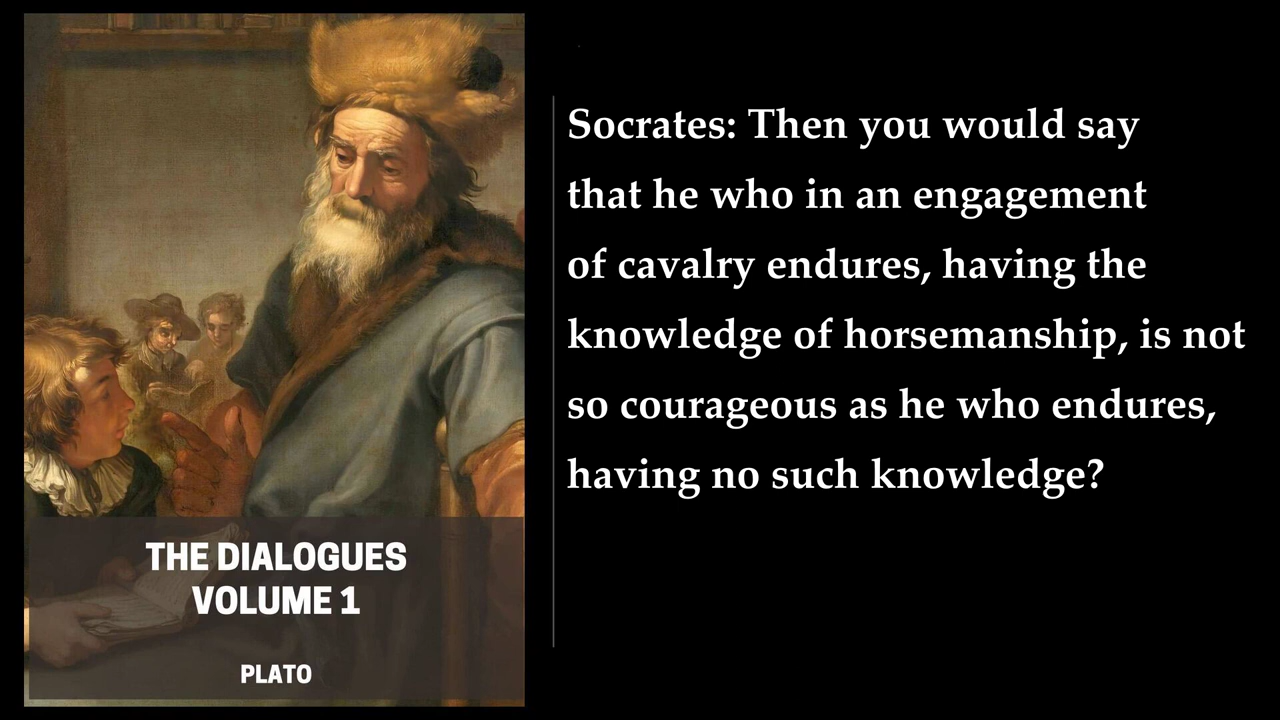 Socrates: Then you would say
that he who in an engagement
of cavalry endures, having the
knowledge of horsemanship, is not
so courageous as he who endures,
having no such knowledge?
THE DIALOGUES
VOLUME 1
PLATO